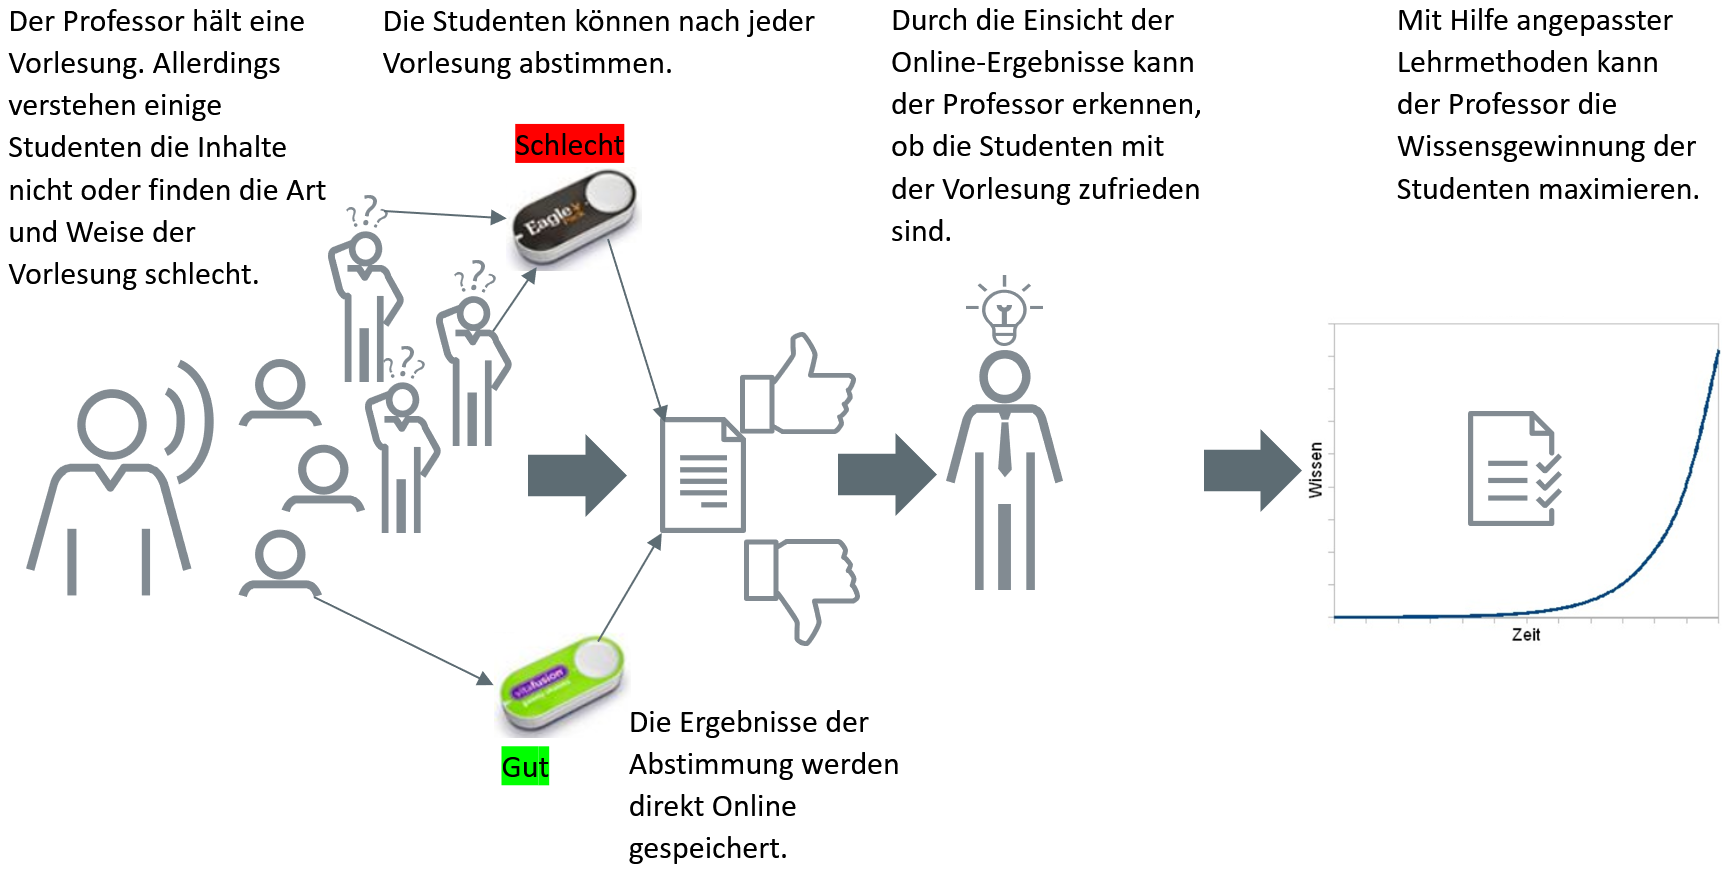 Der Professor hält eine
Vorlesung. Allerdings
verstehen einige
Studenten die Inhalte
nicht oder finden die Art
und Weise der
Vorlesung schlecht.
Die Studenten können nach jeder
Vorlesung abstimmen.
Schlecht
Eagle
???
???
???
vitafusion
Gut
Die Ergebnisse der
Abstimmung werden
direkt Online
gespeichert.
Durch die Einsicht der
Online-Ergebnisse kann
der Professor erkennen,
ob die Studenten mit
der Vorlesung zufrieden
sind.
Mit Hilfe angepasster
Lehrmethoden kann
der Professor die
Wissensgewinnung der
Studenten maximieren.
Wissen
Zeit